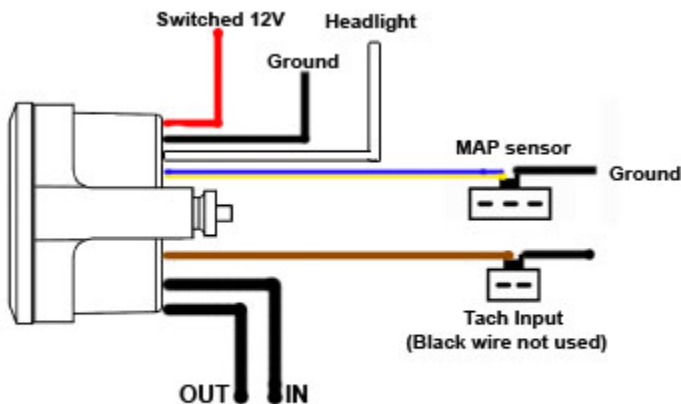 Switched 12V
Headlight
Ground
MAP sensor
Ground
Tach Input
(Black wire not used)
OUT
IN